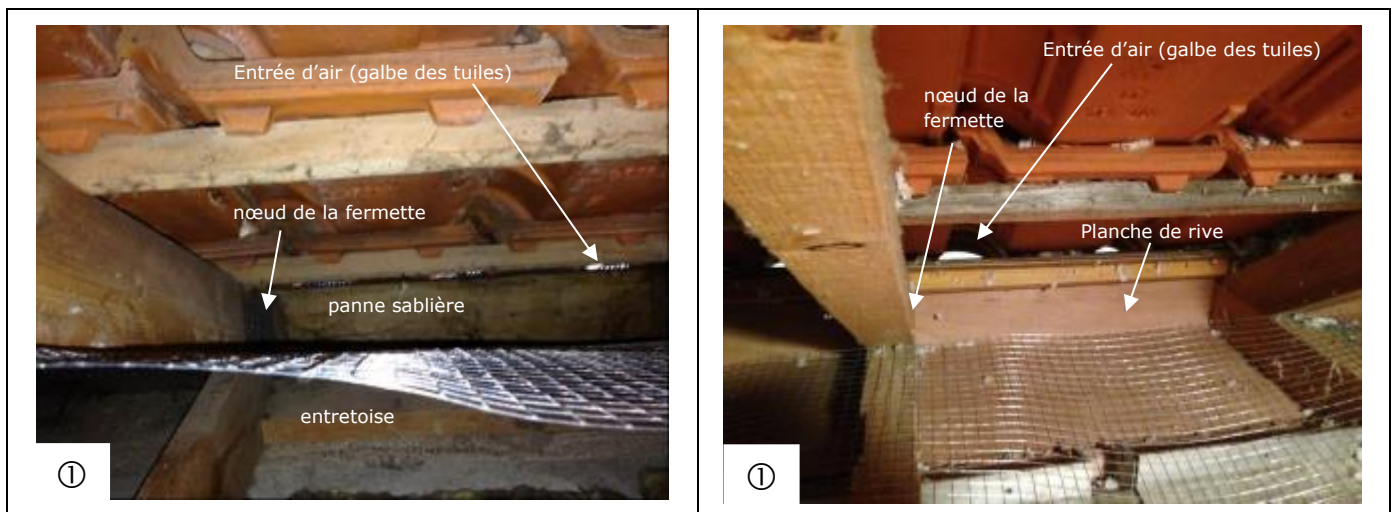 Entrée d'air (galbe des tuiles)
nœud de la fermette
panne sablière
entretoise
①
Entrée d'air (galbe des tuiles)
nœud de la
fermette
Planche de rive
①